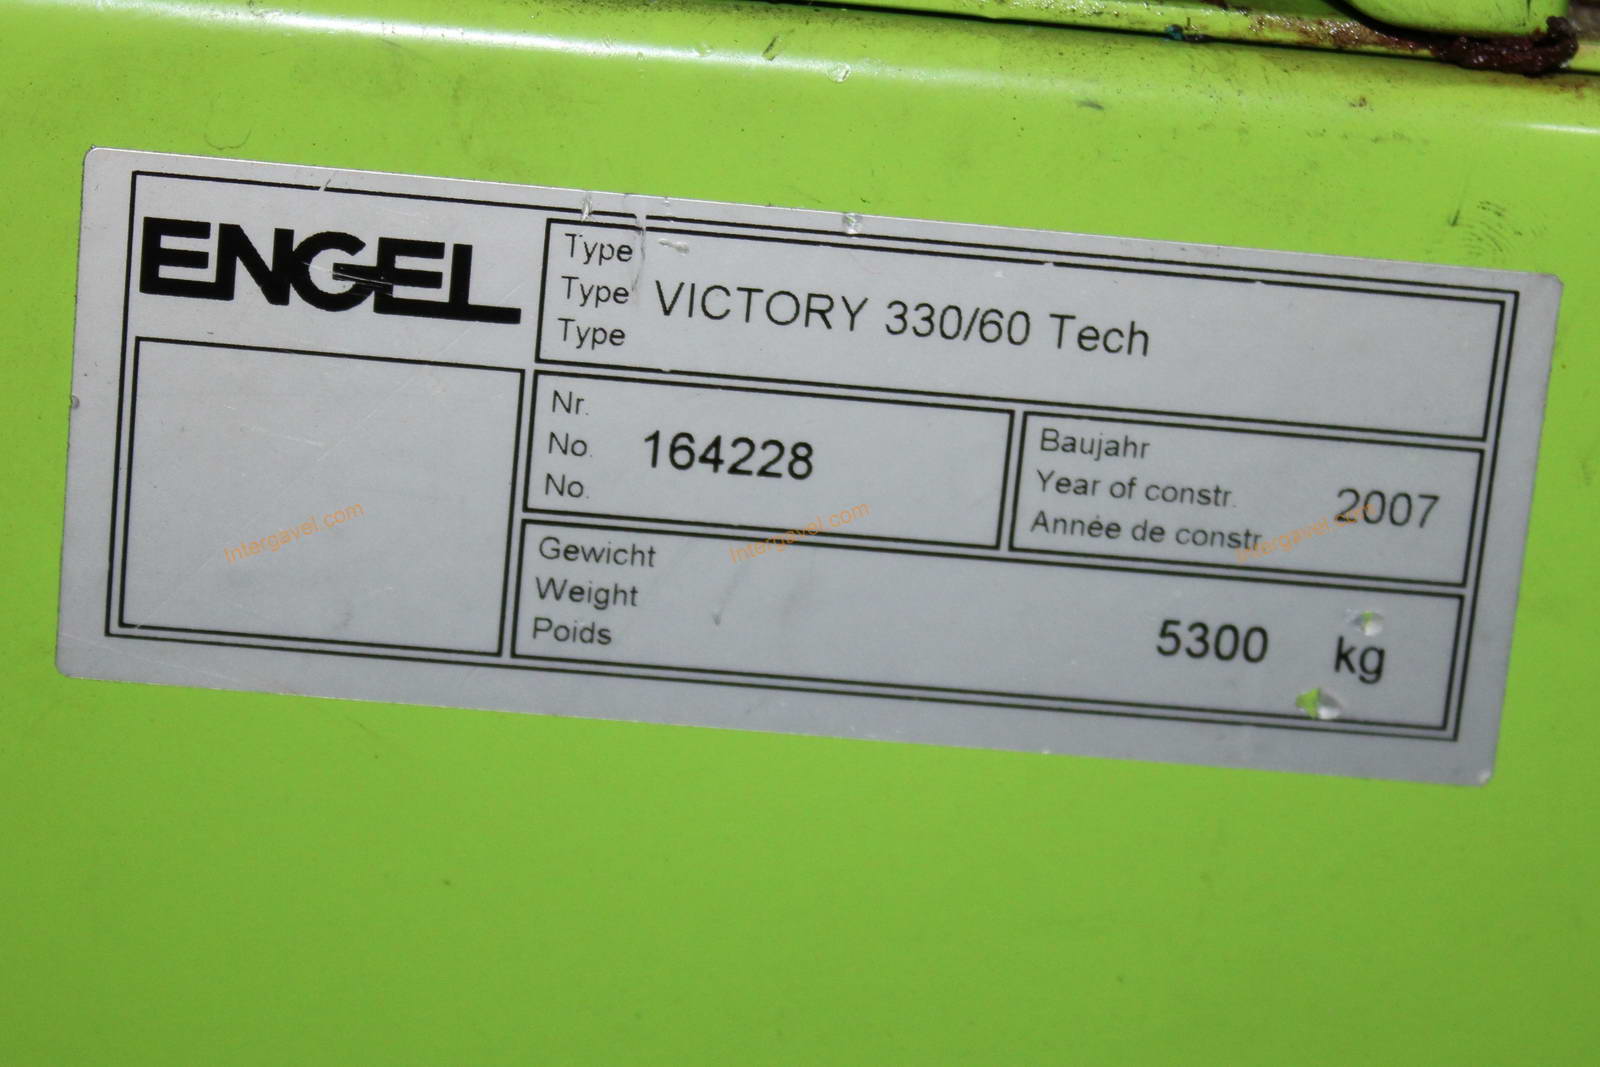 ENGEL
Type
Type VICTORY 330/60 Tech
Type
Nr.
No. 164228
No.
Baujahr
Year of constr. 2007
Année de constr.
Gewicht
Weight
Poids 5300 kg
Intergavel.com
Intergavel.com
Intergavel.com